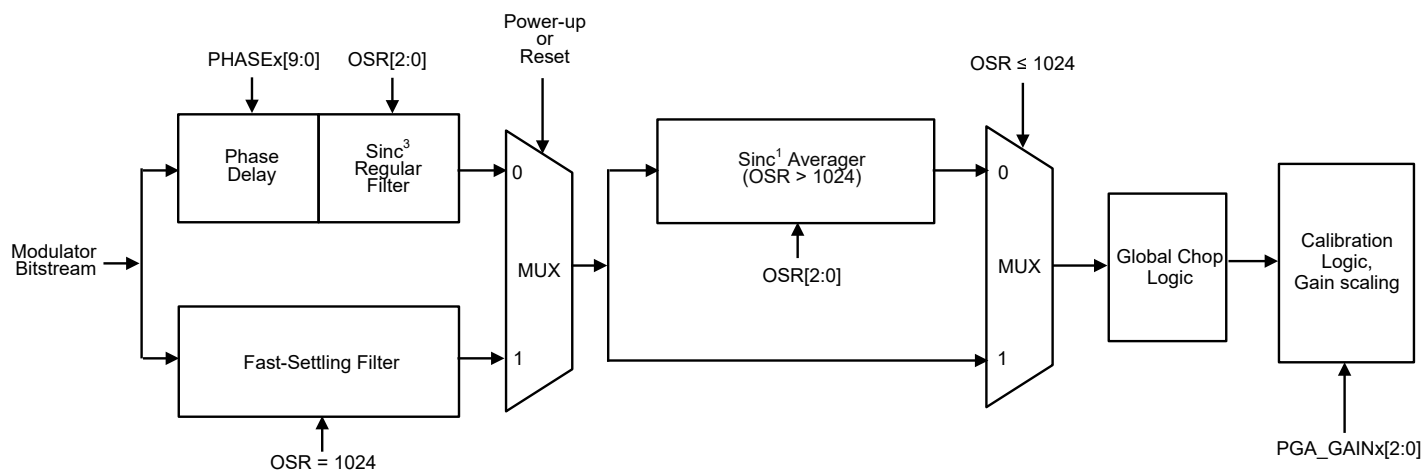 Power-up
or
Reset
PHASEx[9:0]
OSR[2:0]
OSR ≤ 1024
Phase
Delay
Sinc³
Regular
Filter
0
Sinc¹ Averager
(OSR > 1024)
0
Modulator
Bitstream
MUX
OSR[2:0]
MUX
Global Chop
Logic
Calibration
Logic,
Gain scaling
Fast-Settling Filter
1
1
OSR = 1024
PGA_GAINx[2:0]